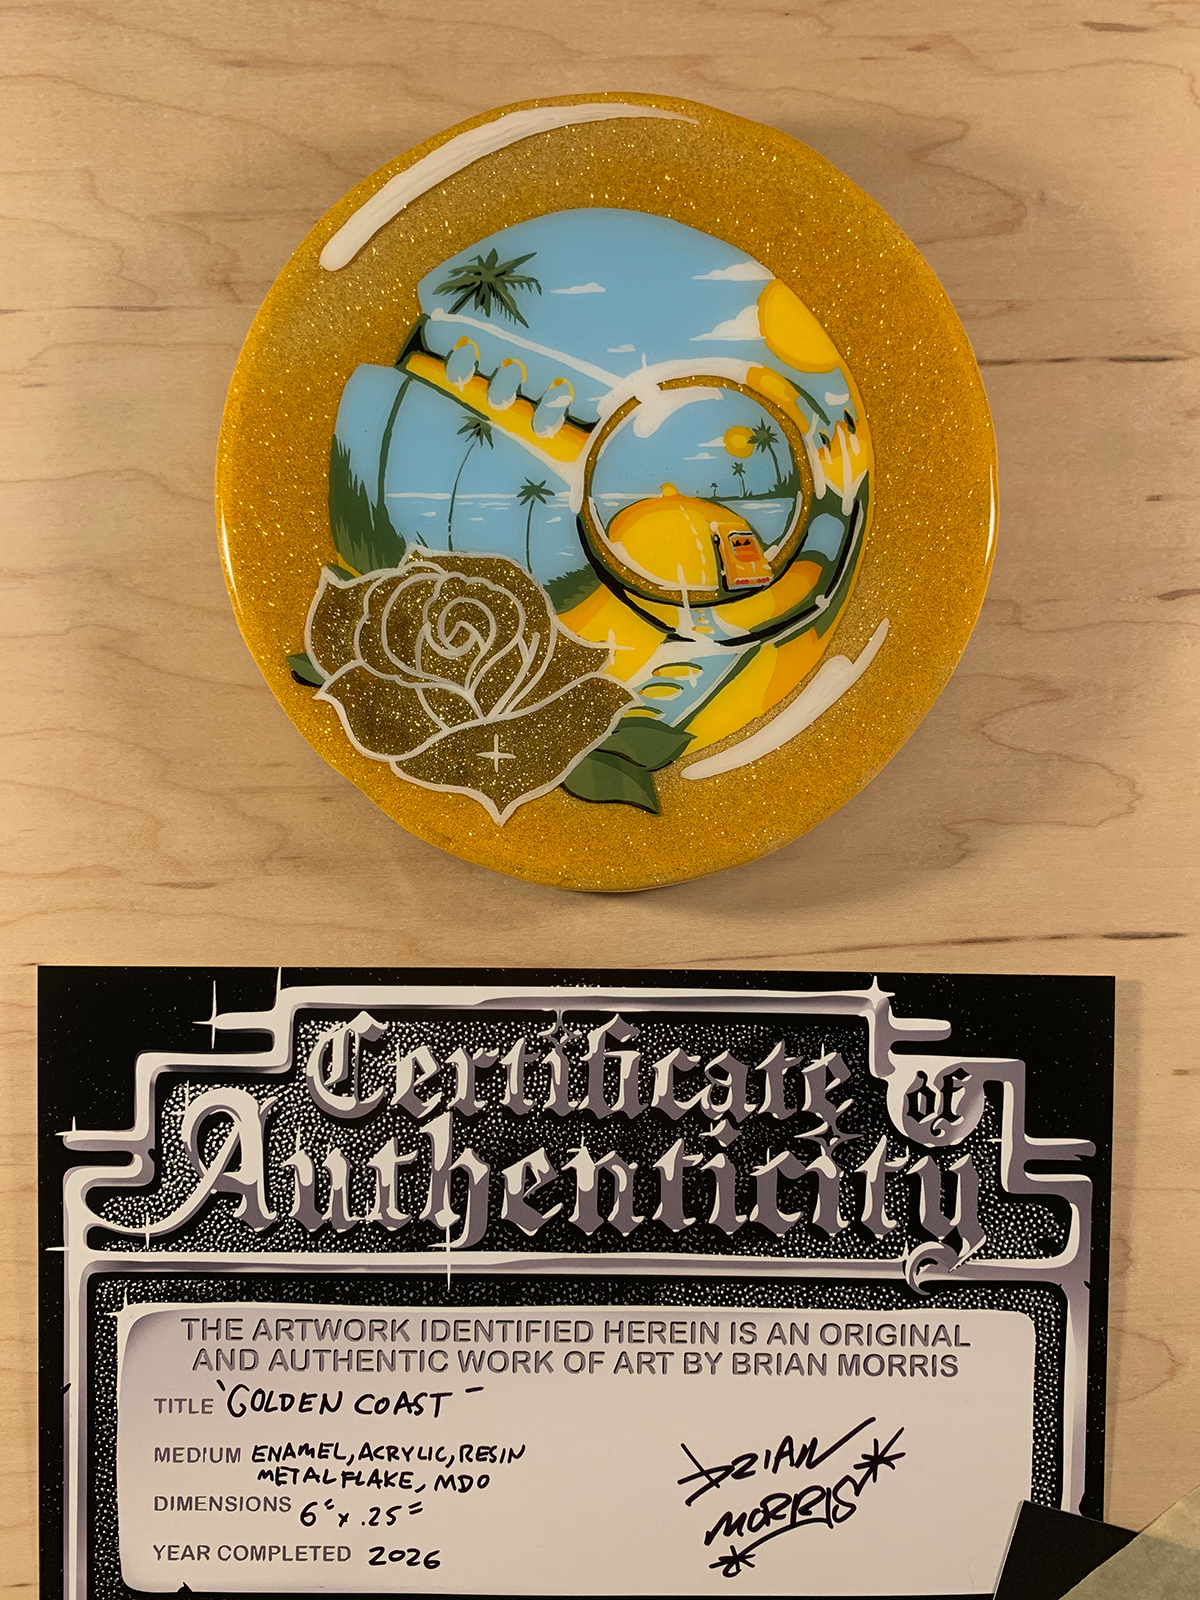 Certificate of
Authenticity
THE ARTWORK IDENTIFIED HEREIN IS AN ORIGINAL
AND AUTHENTIC WORK OF ART BY BRIAN MORRIS
TITLE "GOLDEN COAST"
MEDIUM ENAMEL, ACRYLIC, RESIN
METALFLAKE, MDO
DIMENSIONS 6" x .25"
YEAR COMPLETED 2026
BRIAN
MORRIS